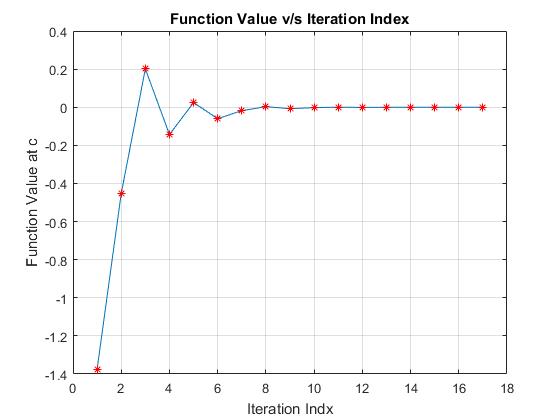 Function Value v/s Iteration Index
0.4
0.2
0
-0.2
-0.4
-0.6
-0.8
-1
-1.2
-1.4
Function Value at c
0 2 4 6 8 10 12 14 16 18
Iteration Indx